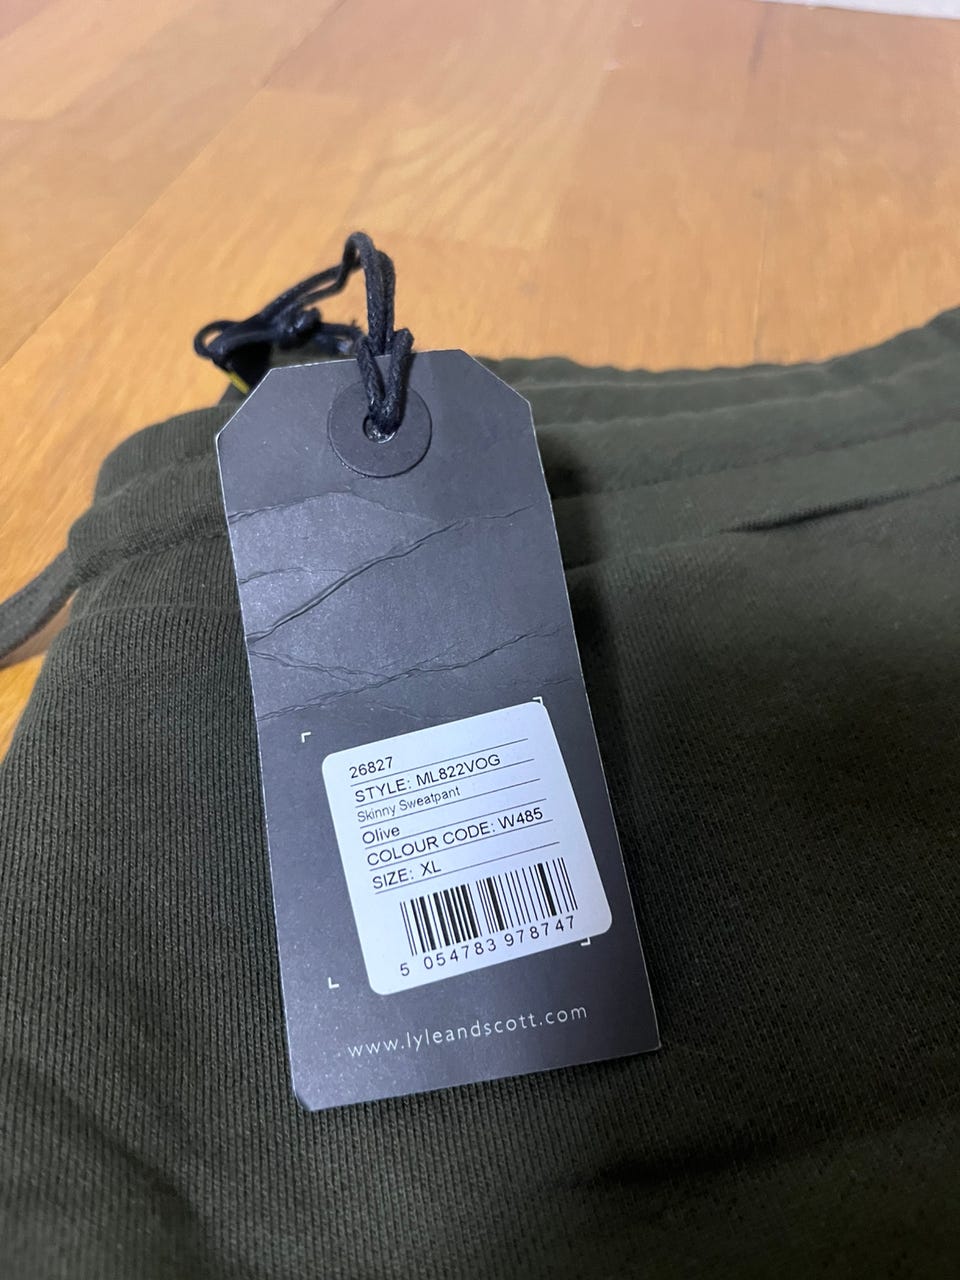 26827
STYLE: ML822VOG
Skinny Sweatpant
Olive
COLOUR CODE: W485
SIZE: XL
5 054783 978747
www.lyleandscott.com